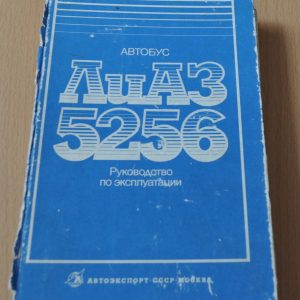 АВТОБУС
ЛиАЗ
5256
Руководство
по эксплуатации
АВТОЭКСПОРТ·СССР·МОСКВА